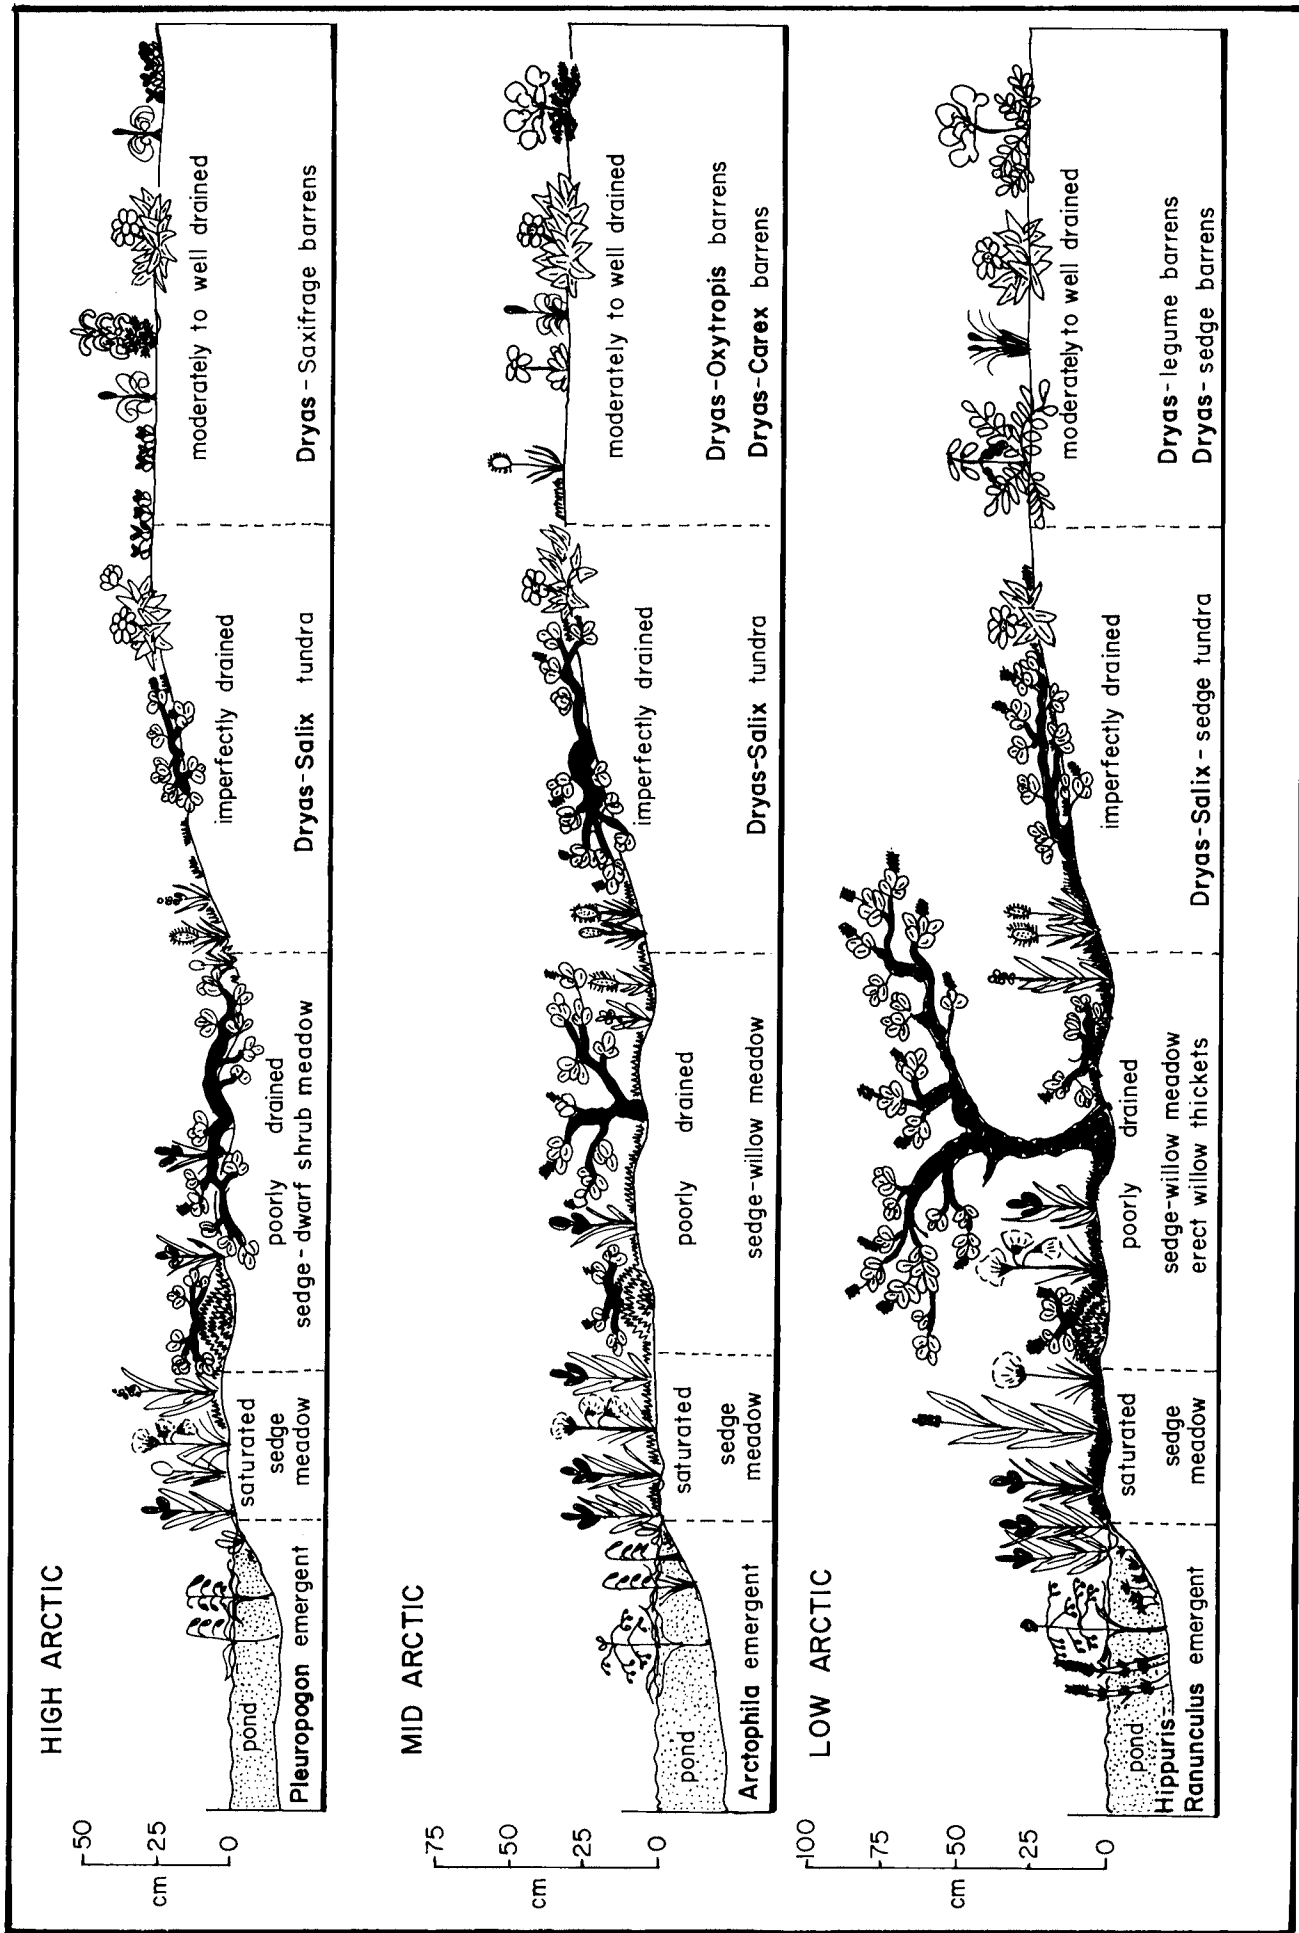 HIGH ARCTIC
50
25
0
cm
pond
Pleuropogon emergent
saturated
sedge
meadow
poorly drained
sedge-dwarf shrub meadow
imperfectly drained
Dryas-Salix tundra
moderately to well drained
Dryas-Saxifrage barrens
MID ARCTIC
75
50
25
0
cm
pond
Arctophila emergent
saturated
sedge
meadow
poorly drained
sedge-willow meadow
imperfectly drained
Dryas-Salix tundra
moderately to well drained
Dryas-Oxytropis barrens
Dryas-Carex barrens
LOW ARCTIC
100
75
50
25
0
cm
pond
Hippuris-
Ranunculus emergent
saturated
sedge
meadow
poorly drained
sedge-willow meadow
erect willow thickets
imperfectly drained
Dryas-Salix-sedge tundra
moderately to well drained
Dryas-legume barrens
Dryas-sedge barrens